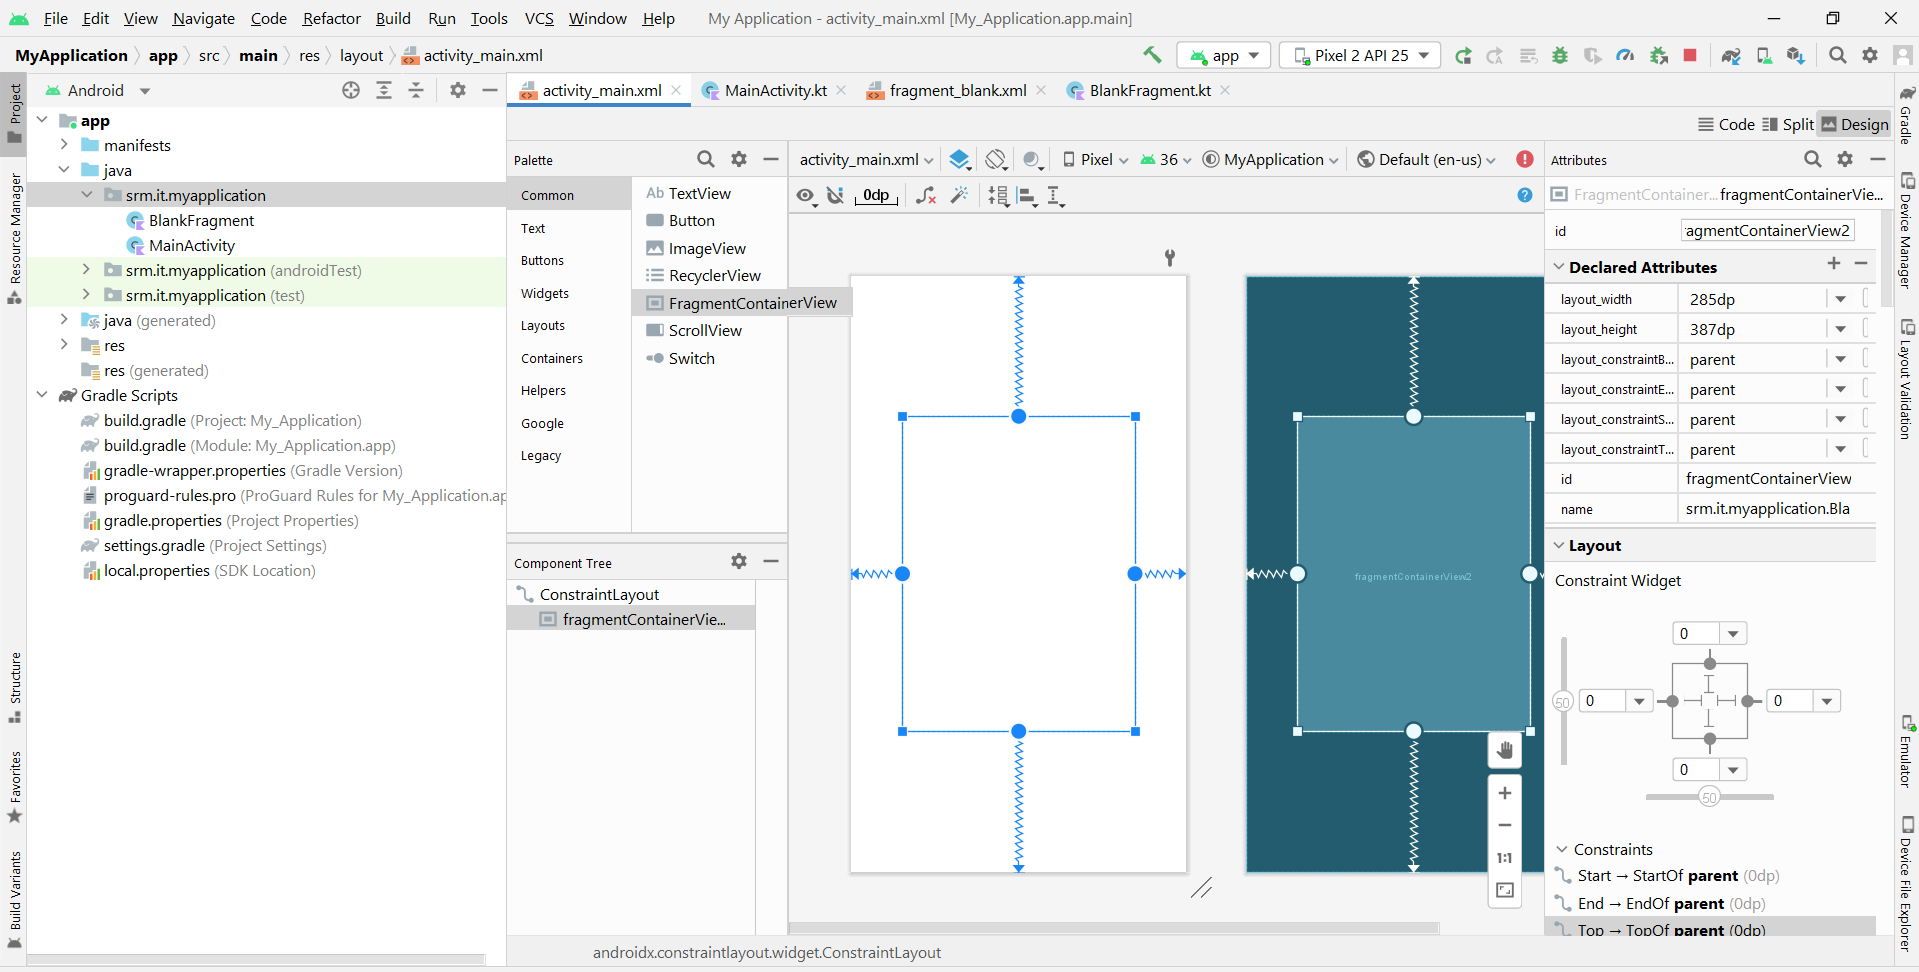 File Edit View Navigate Code Refactor Build Run Tools VCS Window Help My Application - activity_main.xml [My_Application.app.main]
MyApplication app src main res layout activity_main.xml app Pixel 2 API 25
Project
Resource Manager
Structure
Favorites
Build Variants
Android
app
manifests
java
srm.it.myapplication
BlankFragment
MainActivity
srm.it.myapplication (androidTest)
srm.it.myapplication (test)
java (generated)
res
res (generated)
Gradle Scripts
build.gradle (Project: My_Application)
build.gradle (Module: My_Application.app)
gradle-wrapper.properties (Gradle Version)
proguard-rules.pro (ProGuard Rules for My_Application.ap
gradle.properties (Project Properties)
settings.gradle (Project Settings)
local.properties (SDK Location)
activity_main.xml MainActivity.kt fragment_blank.xml BlankFragment.kt
Code Split Design
Palette
Common
Text
Buttons
Widgets
Layouts
Containers
Helpers
Google
Legacy
Ab TextView
Button
ImageView
RecyclerView
FragmentContainerView
ScrollView
Switch
Component Tree
ConstraintLayout
fragmentContainerVie...
activity_main.xml Pixel 36 MyApplication Default (en-us)
0dp
fragmentContainerView2
1:1
Attributes
FragmentContainer... fragmentContainerVie...
id agmentContainerView2
Declared Attributes
layout_width 285dp
layout_height 387dp
layout_constraintB... parent
layout_constraintE... parent
layout_constraintS... parent
layout_constraintT... parent
id fragmentContainerView
name srm.it.myapplication.Bla
Layout
Constraint Widget
0
50 0 0
0
50
Constraints
Start → StartOf parent (0dp)
End → EndOf parent (0dp)
Top → TopOf parent (0dp)
androidx.constraintlayout.widget.ConstraintLayout
Gradle
Device Manager
Layout Validation
Emulator
Device File Explorer